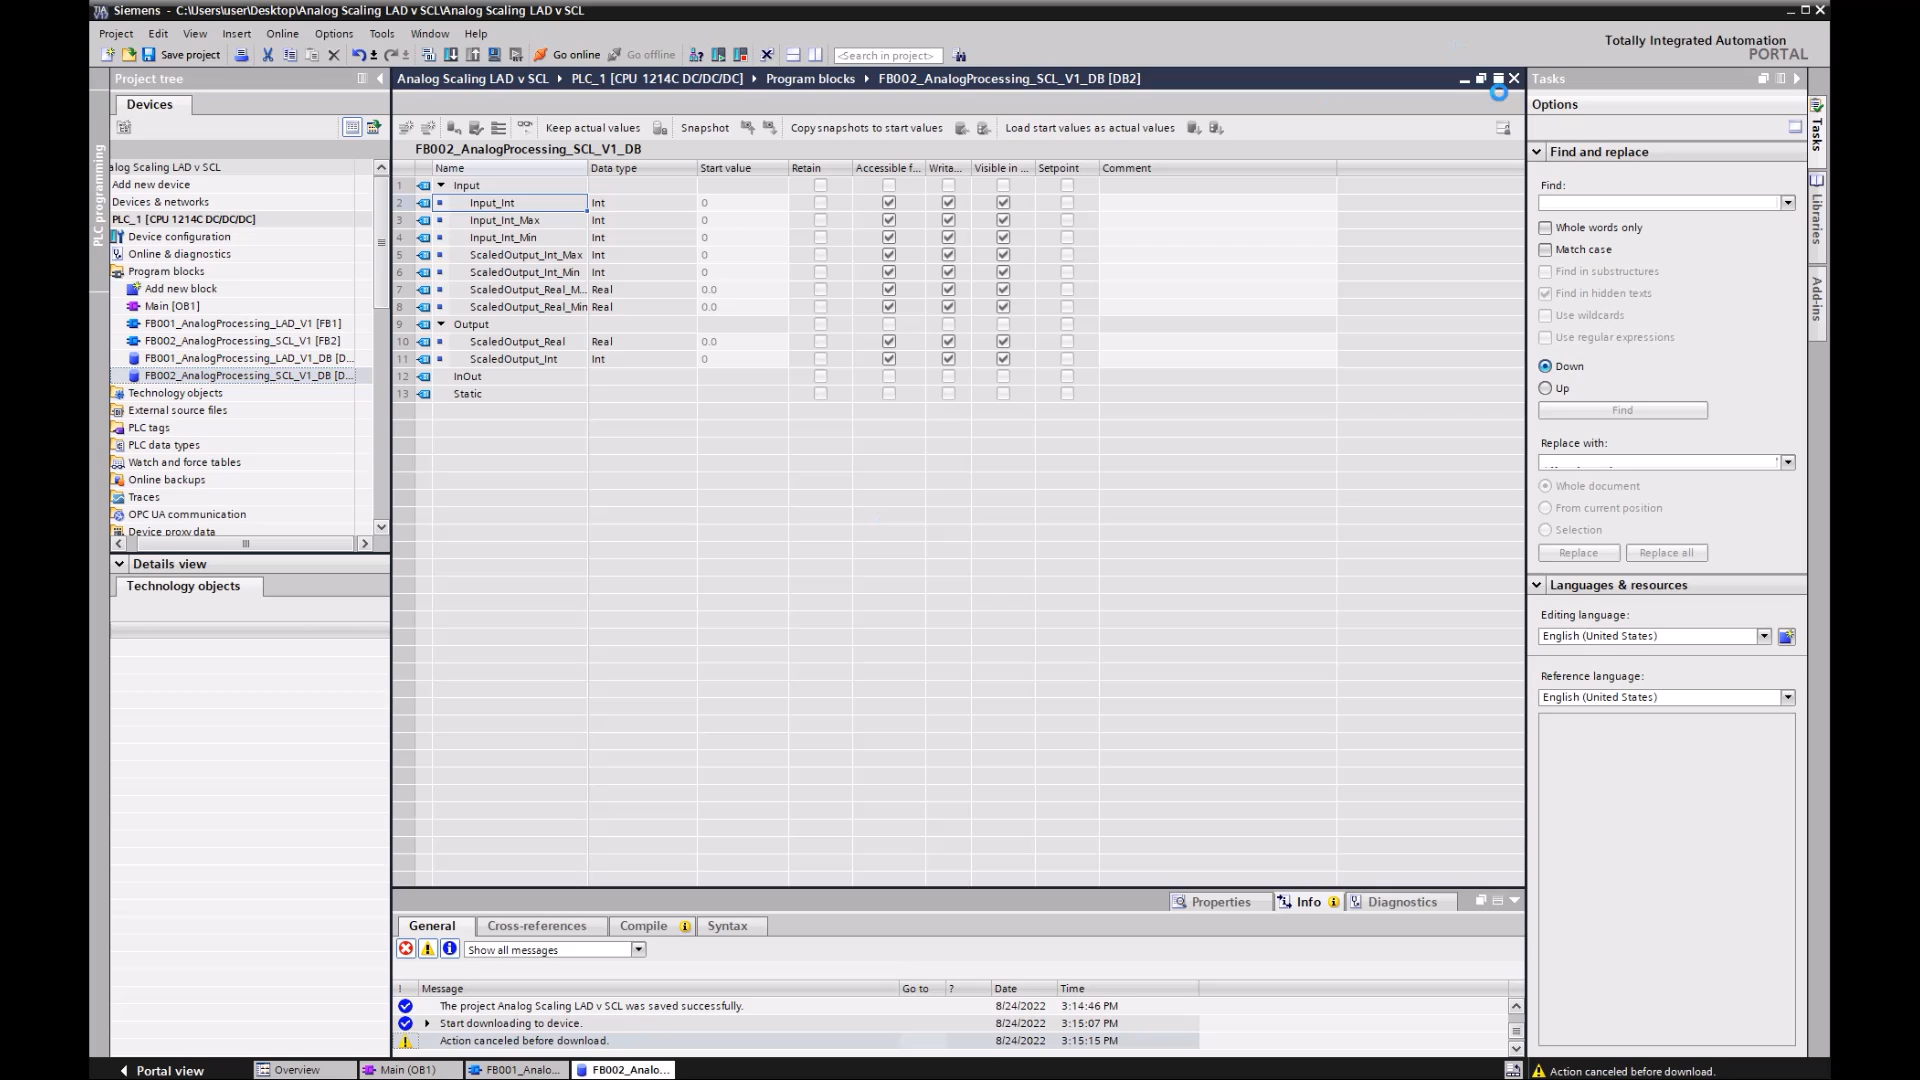 Siemens - C:\Users\user\Desktop\Analog Scaling LAD v SCL\Analog Scaling LAD v SCL
Project Edit View Insert Online Options Tools Window Help
Totally Integrated Automation
PORTAL
Save project Go online Go offline <Search in project>
Project tree
Analog Scaling LAD v SCL PLC_1 [CPU 1214C DC/DC/DC] Program blocks FB002_AnalogProcessing_SCL_V1_DB [DB2]
Tasks
Devices
Options
Keep actual values Snapshot Copy snapshots to start values Load start values as actual values
FB002_AnalogProcessing_SCL_V1_DB
Name Data type Start value Retain Accessible f... Writa... Visible in ... Setpoint Comment
1 Input
2 Input_Int Int 0
3 Input_Int_Max Int 0
4 Input_Int_Min Int 0
5 ScaledOutput_Int_Max Int 0
6 ScaledOutput_Int_Min Int 0
7 ScaledOutput_Real_M... Real 0.0
8 ScaledOutput_Real_Min Real 0.0
9 Output
10 ScaledOutput_Real Real 0.0
11 ScaledOutput_Int Int 0
12 InOut
13 Static
PLC programming
alog Scaling LAD v SCL
Add new device
Devices & networks
PLC_1 [CPU 1214C DC/DC/DC]
Device configuration
Online & diagnostics
Program blocks
Add new block
Main [OB1]
FB001_AnalogProcessing_LAD_V1 [FB1]
FB002_AnalogProcessing_SCL_V1 [FB2]
FB001_AnalogProcessing_LAD_V1_DB [D...
FB002_AnalogProcessing_SCL_V1_DB [D...
Technology objects
External source files
PLC tags
PLC data types
Watch and force tables
Online backups
Traces
OPC UA communication
Device proxy data
Details view
Technology objects
Find and replace
Find:
Whole words only
Match case
Find in substructures
Find in hidden texts
Use wildcards
Use regular expressions
Down
Up
Find
Replace with:
Whole document
From current position
Selection
Replace Replace all
Languages & resources
Editing language:
English (United States)
Reference language:
English (United States)
Tasks
Libraries
Add-ins
Properties Info Diagnostics
General Cross-references Compile Syntax
Show all messages
! Message Go to ? Date Time
The project Analog Scaling LAD v SCL was saved successfully. 8/24/2022 3:14:46 PM
Start downloading to device. 8/24/2022 3:15:07 PM
Action canceled before download. 8/24/2022 3:15:15 PM
Portal view Overview Main (OB1) FB001_Analo... FB002_Analo... Action canceled before download.